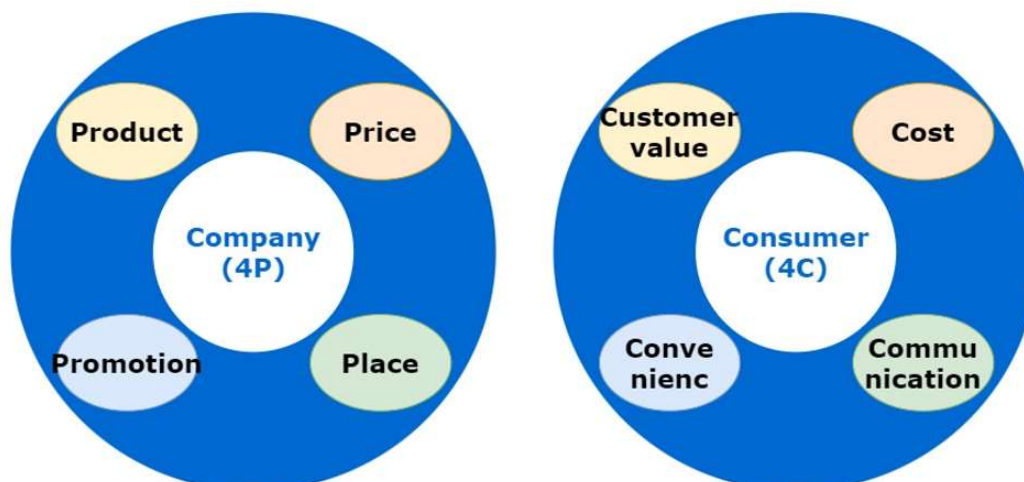 Product
Price
Company
(4P)
Promotion
Place
Customer
value
Cost
Consumer
(4C)
Conve
nienc
Commu
nication